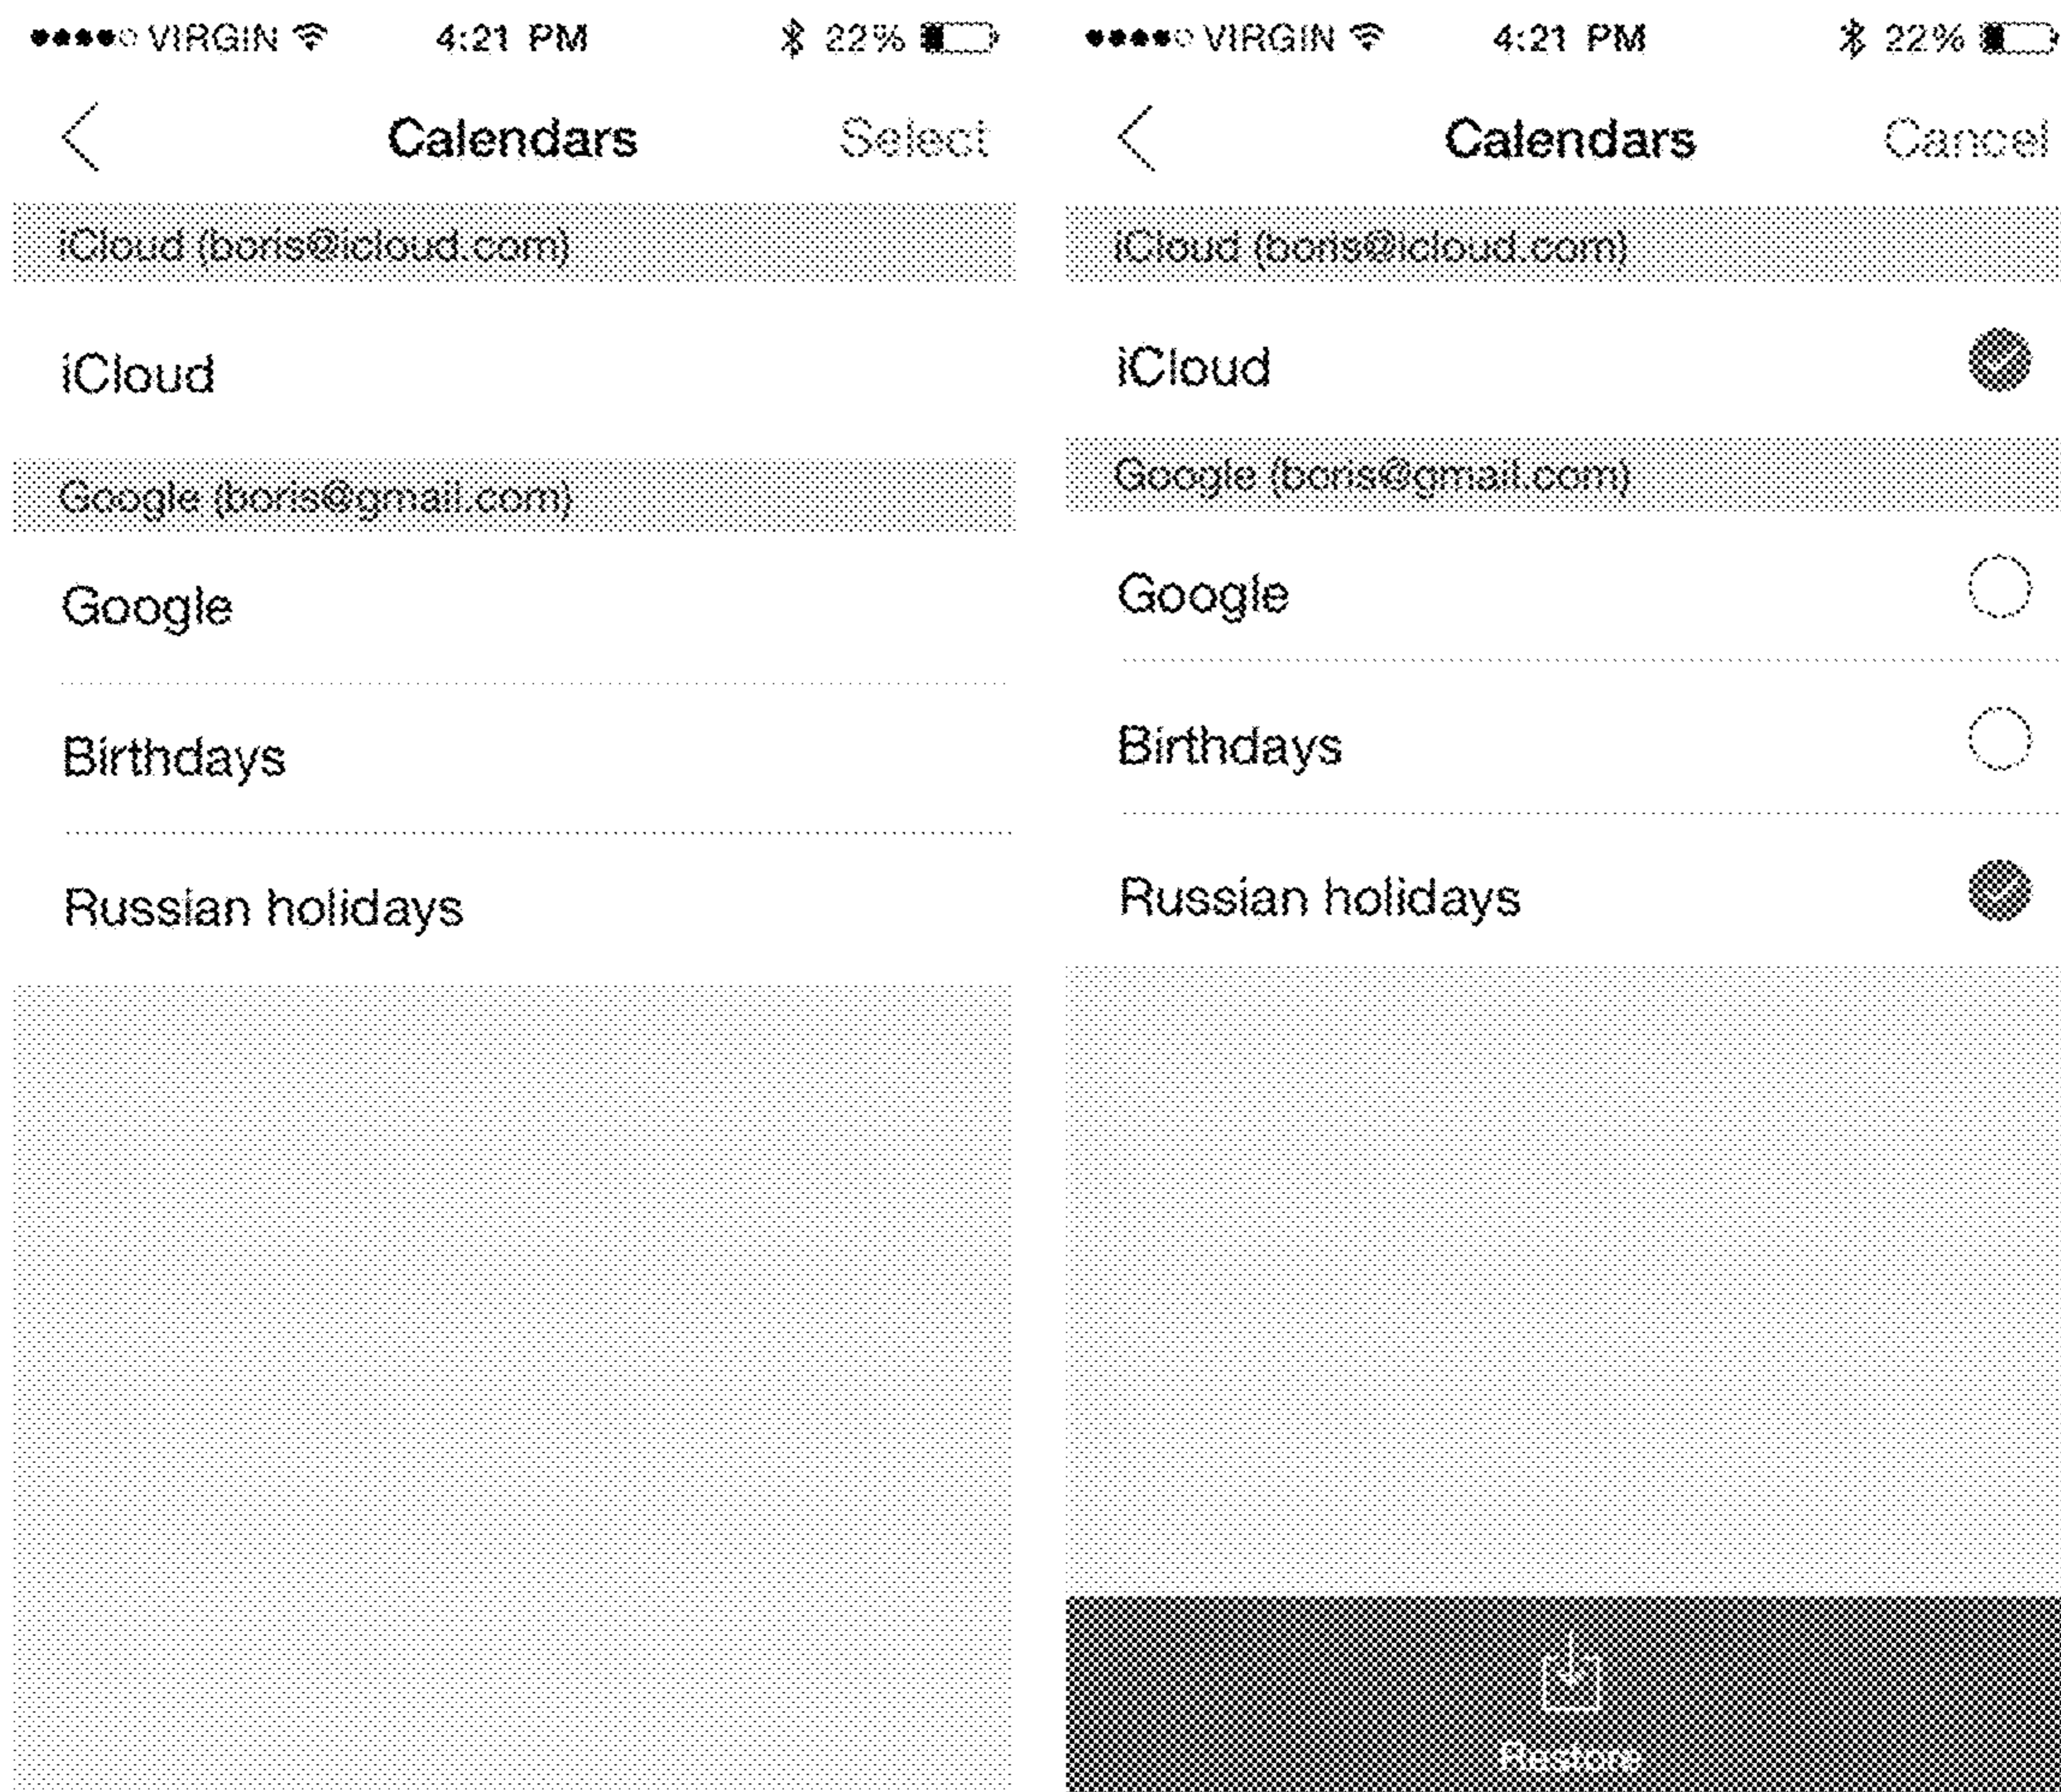 VIRGIN 4:21 PM 22%
Calendars Select
iCloud (boris@icloud.com)
iCloud
Google (boris@gmail.com)
Google
Birthdays
Russian holidays
VIRGIN 4:21 PM 22%
Calendars Cancel
iCloud (boris@icloud.com)
iCloud
Google (boris@gmail.com)
Google
Birthdays
Russian holidays
Restore